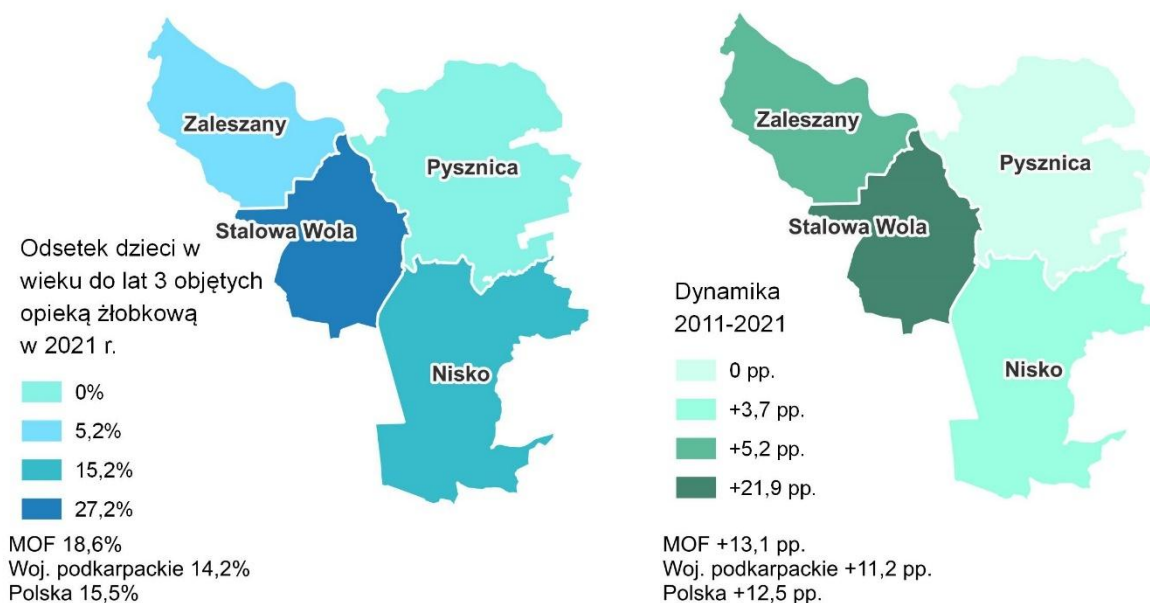 Zaleszany
Pysznica
Stalowa Wola
Nisko
Odsetek dzieci w
wieku do lat 3 objętych
opieką żłobkową
w 2021 r.
0%
5,2%
15,2%
27,2%
MOF 18,6%
Woj. podkarpackie 14,2%
Polska 15,5%
Zaleszany
Pysznica
Stalowa Wola
Nisko
Dynamika
2011-2021
0 pp.
+3,7 pp.
+5,2 pp.
+21,9 pp.
MOF +13,1 pp.
Woj. podkarpackie +11,2 pp.
Polska +12,5 pp.